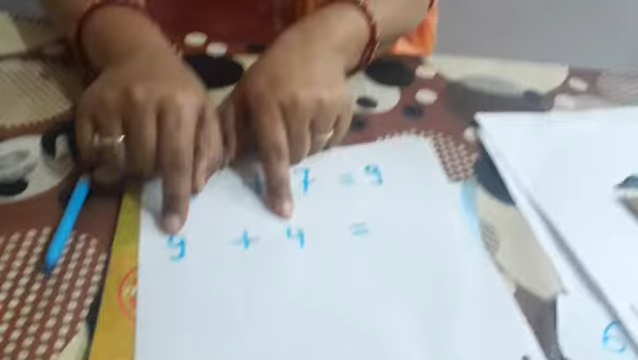 7 = 9
9 + 4 =